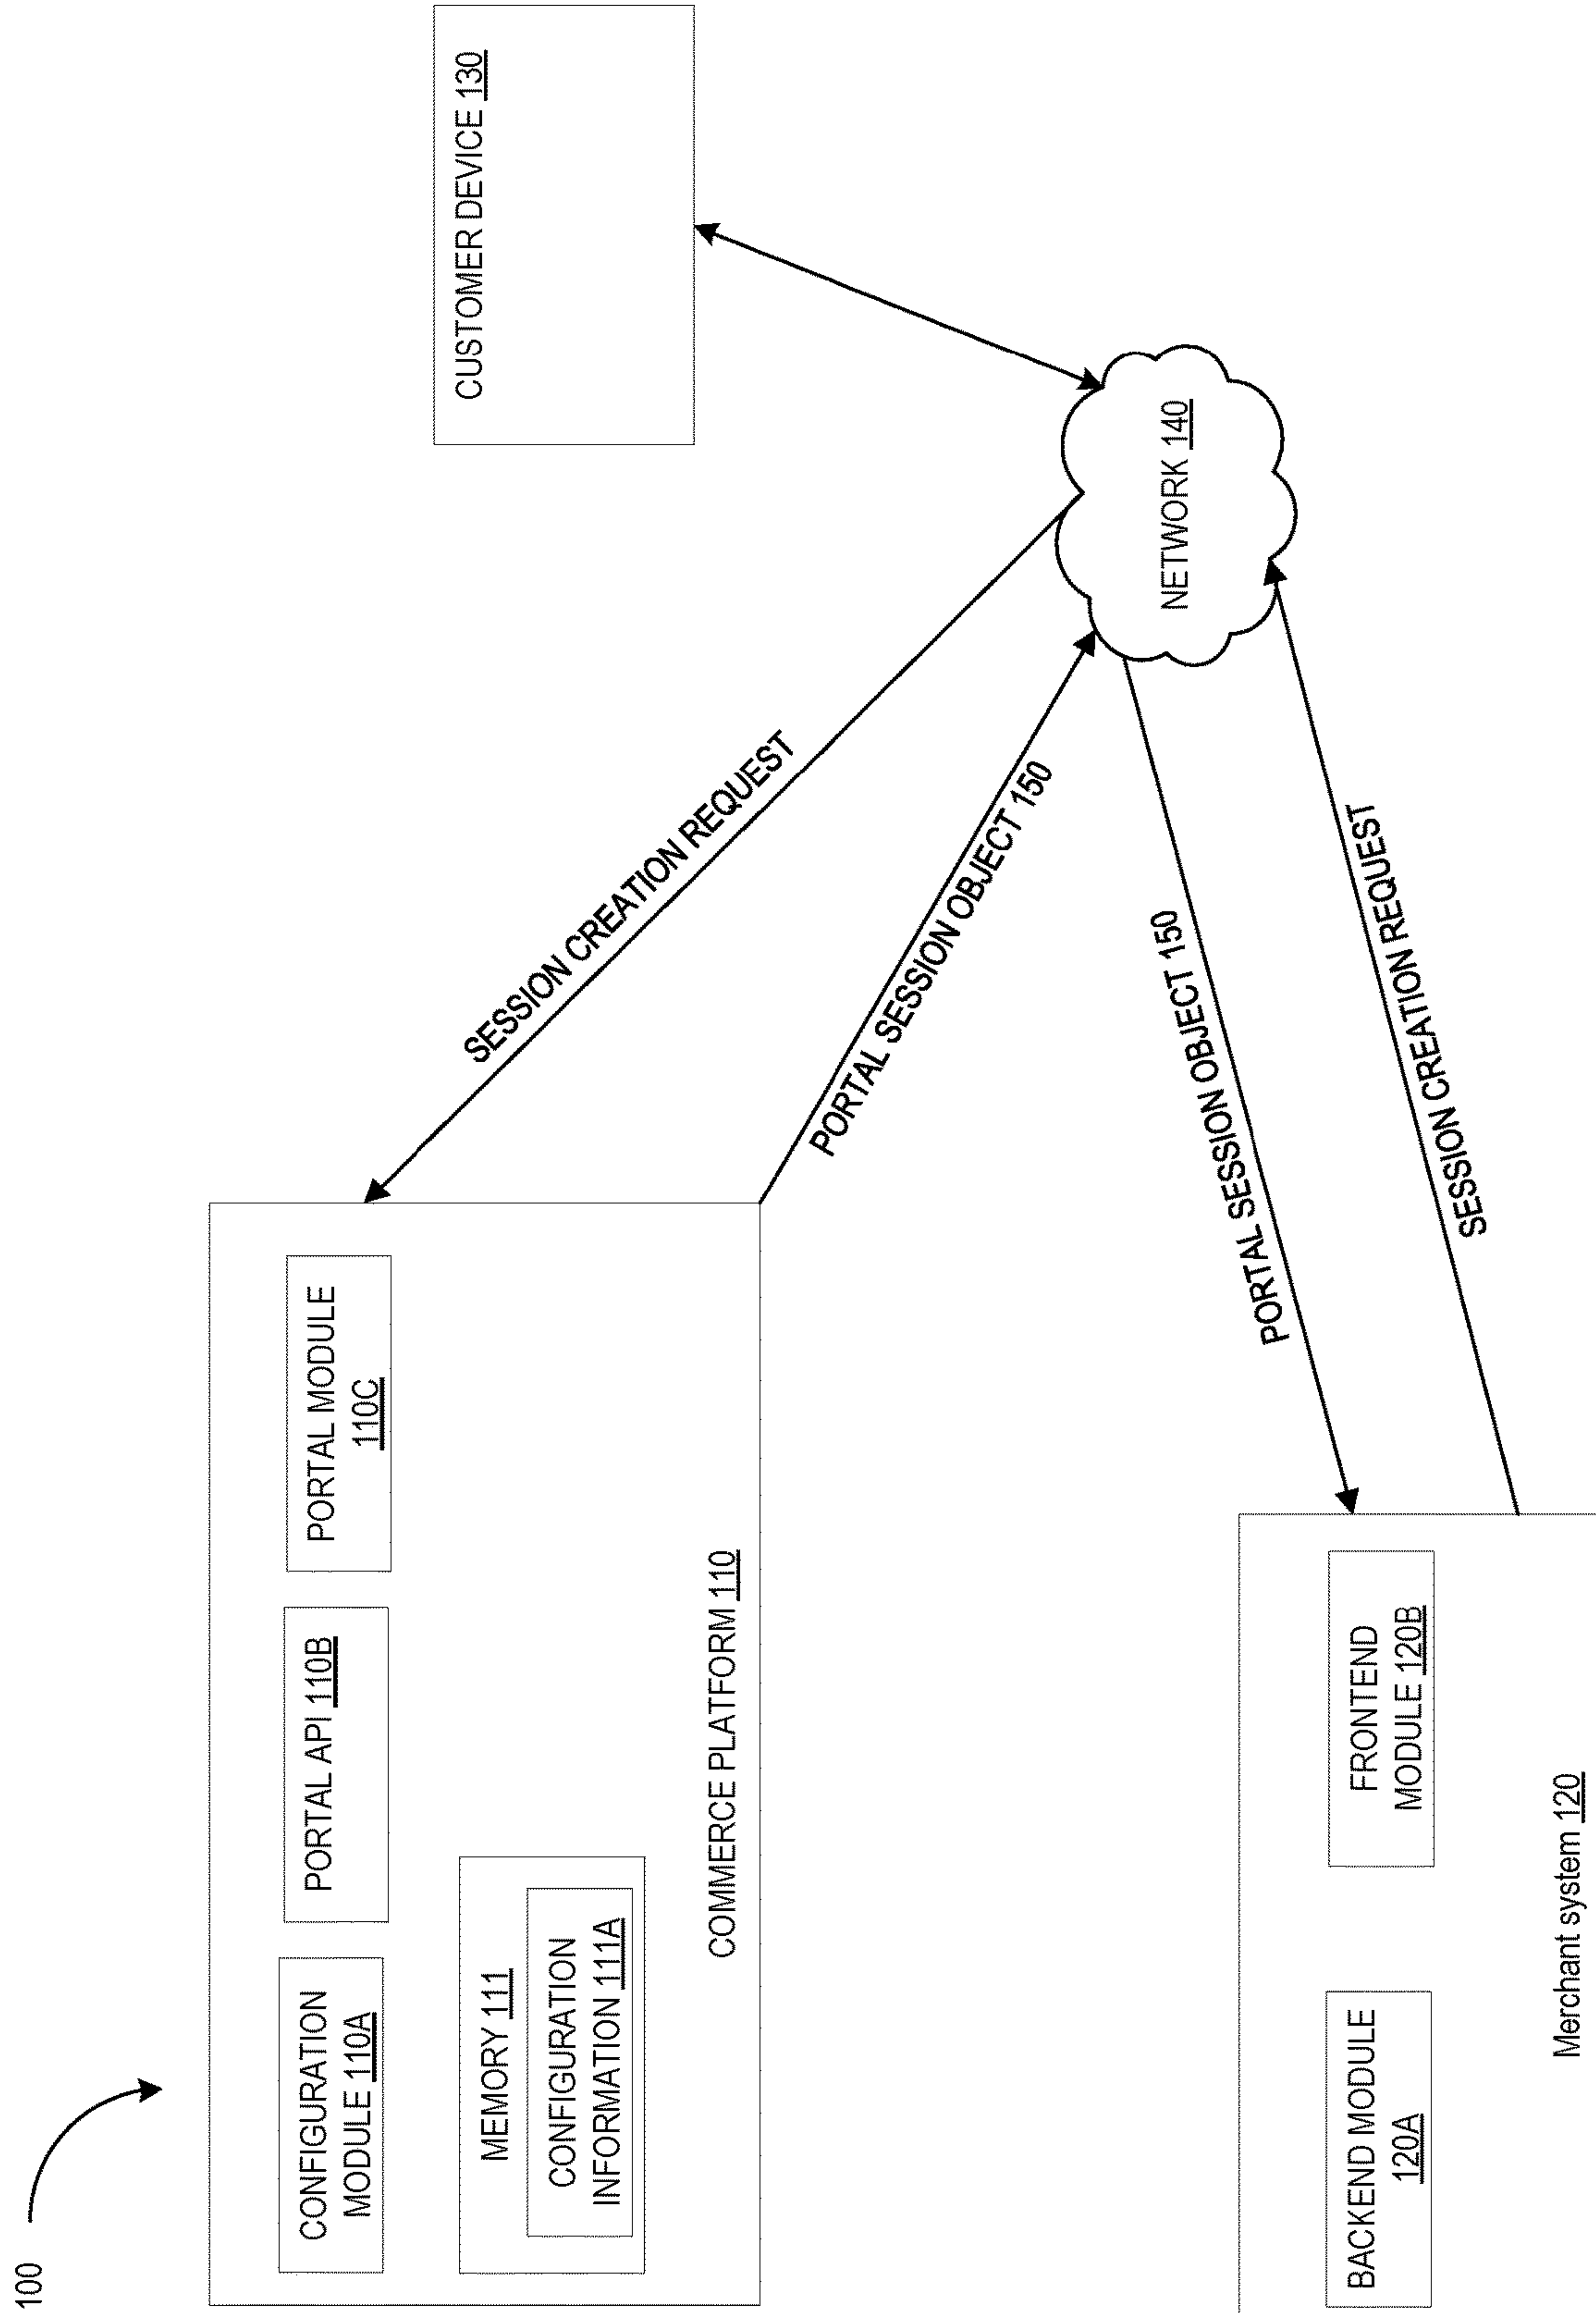 100
CONFIGURATION
MODULE 110A
PORTAL API 110B
PORTAL MODULE
110C
MEMORY 111
CONFIGURATION
INFORMATION 111A
COMMERCE PLATFORM 110
SESSION CREATION REQUEST
PORTAL SESSION OBJECT 150
CUSTOMER DEVICE 130
NETWORK 140
PORTAL SESSION OBJECT 150
SESSION CREATION REQUEST
BACKEND MODULE
120A
FRONTEND
MODULE 120B
Merchant system 120